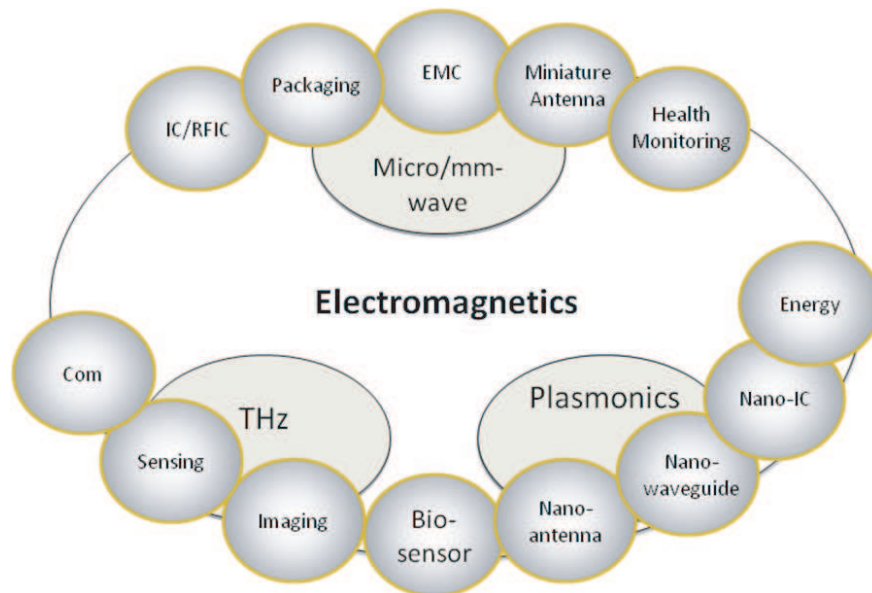 EMC
Packaging
Miniature
Antenna
IC/RFIC
Health
Monitoring
Micro/mm-
wave
Electromagnetics
Energy
Com
THz
Plasmonics
Nano-IC
Sensing
Nano-
waveguide
Imaging
Bio-
sensor
Nano-
antenna